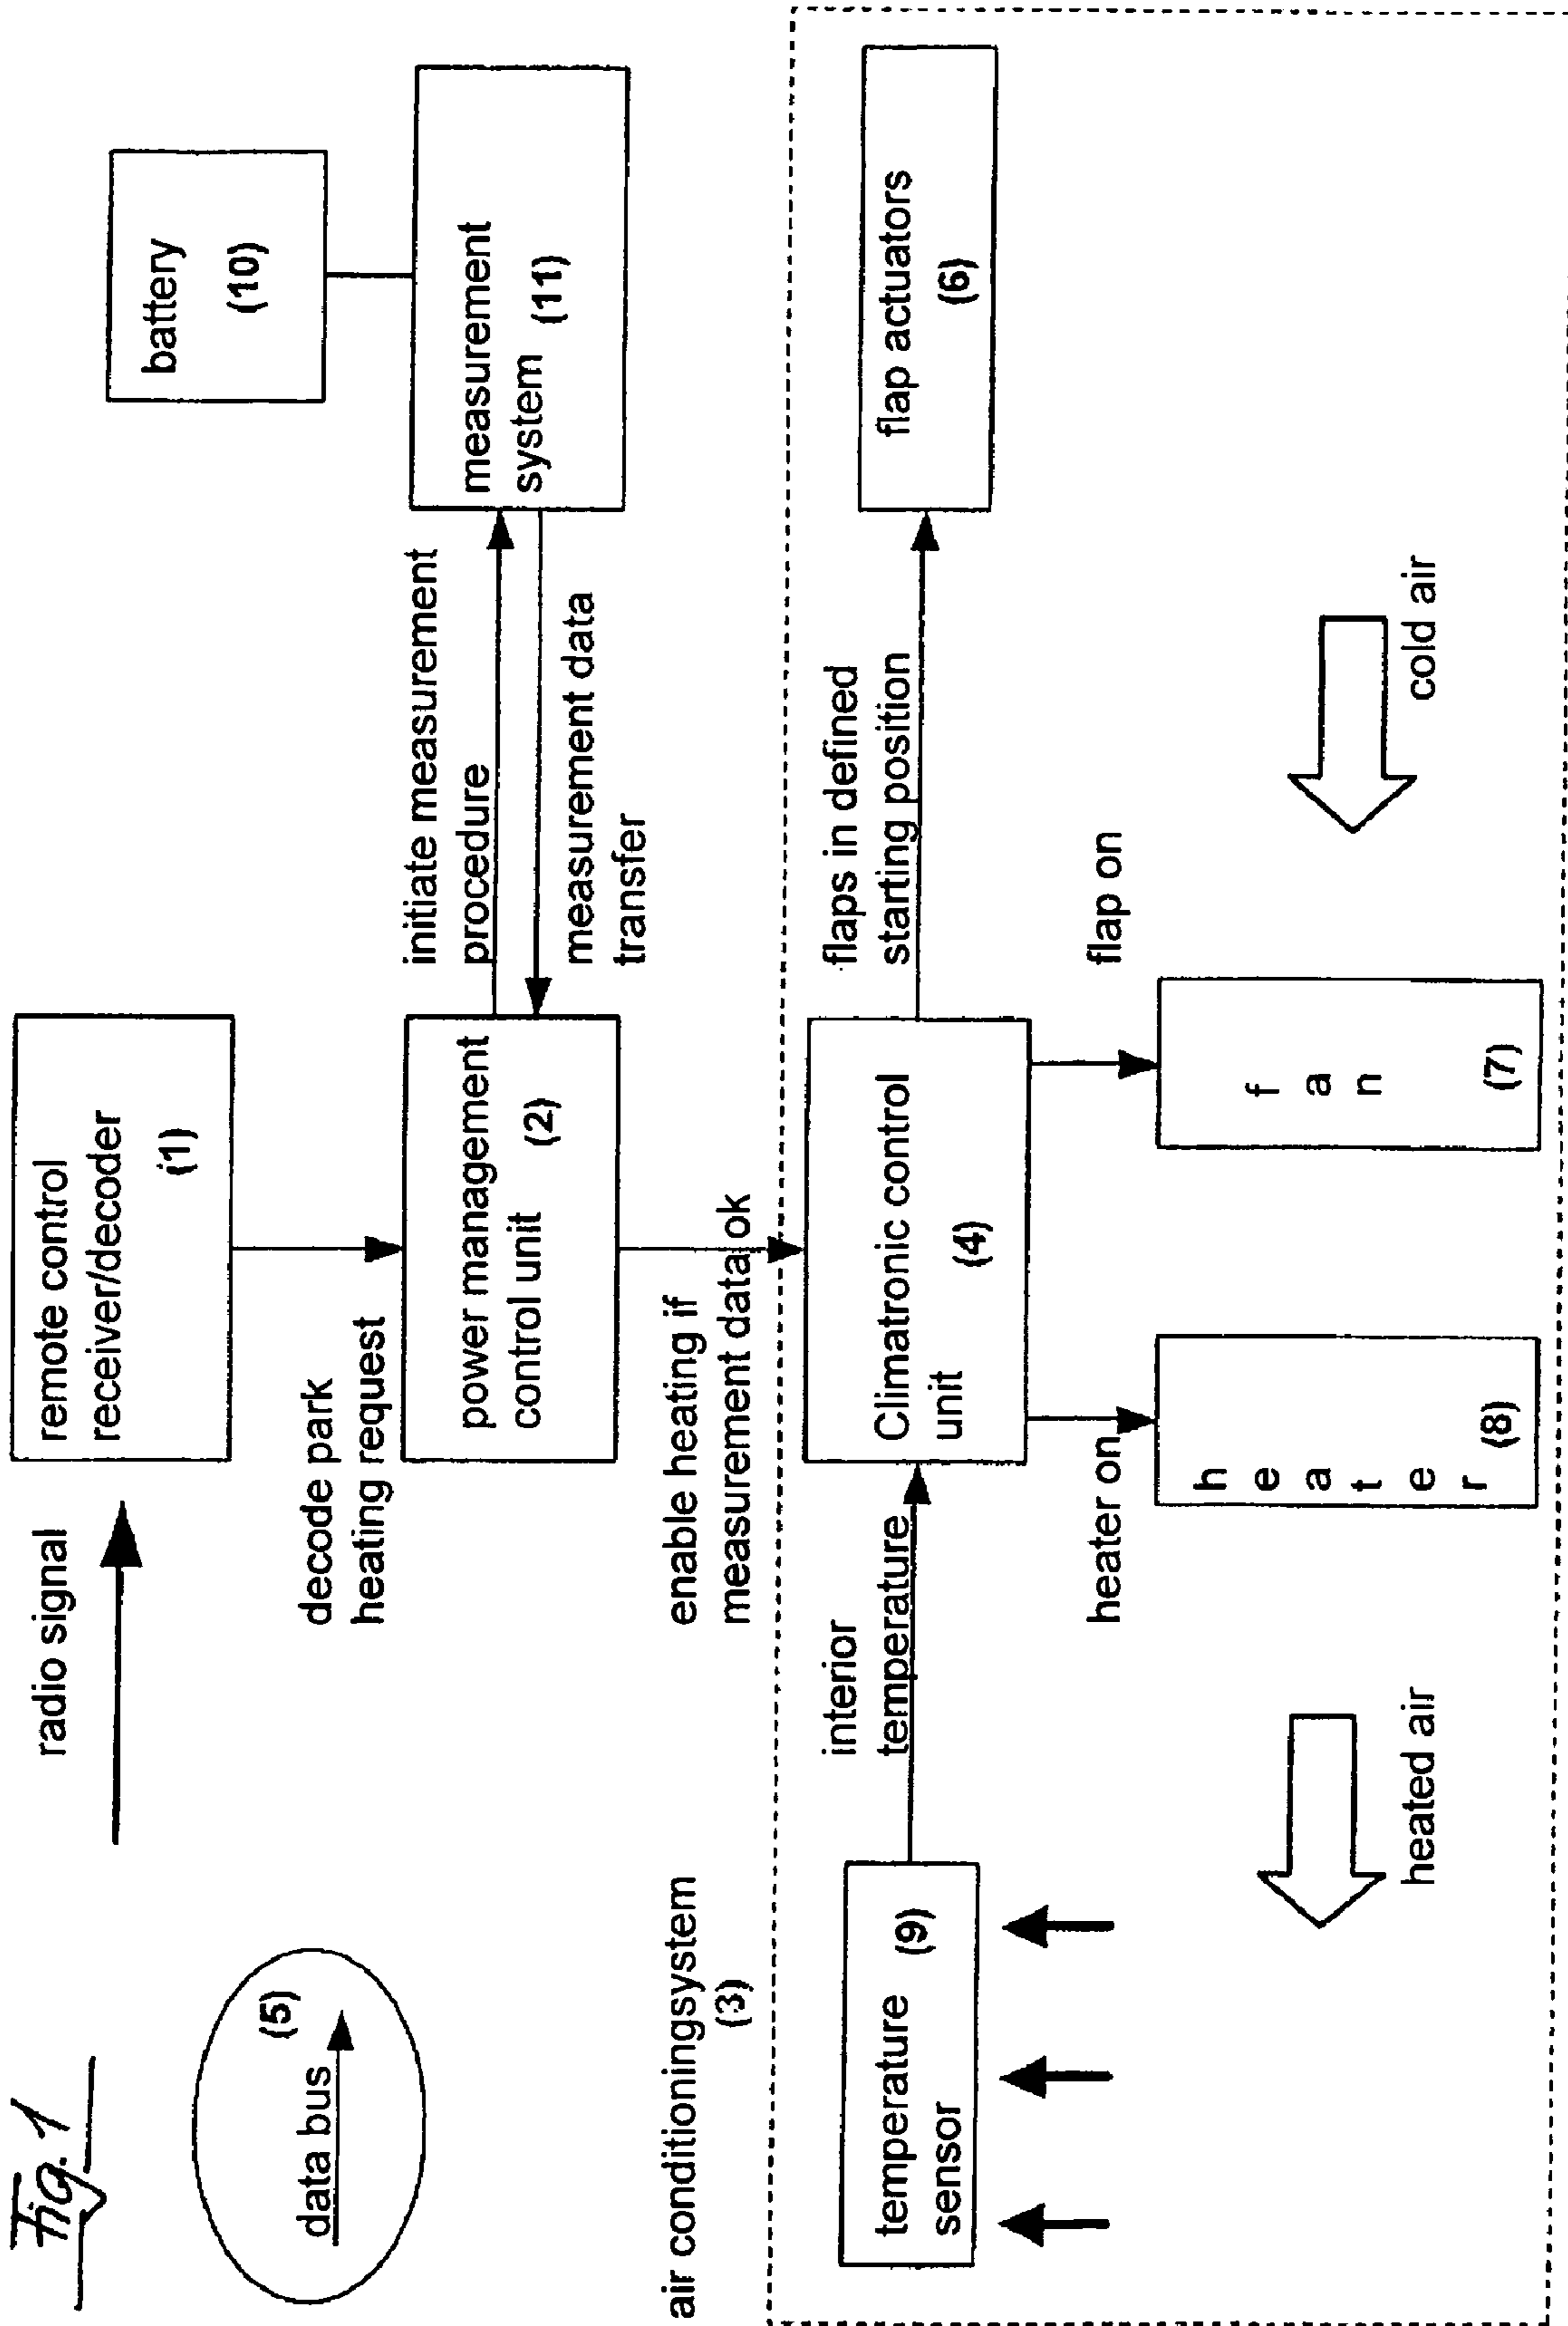 Fig. 1
data bus
(5)
radio signal
remote control
receiver/decoder
(1)
decode park
heating request
power management
control unit
(2)
initiate measurement
procedure
measurement data
transfer
battery
(10)
measurement
system
(11)
enable heating if
measurement data ok
air conditioningsystem
(3)
temperature
sensor
(9)
interior
temperature
Climatronic control
unit
(4)
flaps in defined
starting position
flap actuators
(6)
heater on
heater
(8)
flap on
fan
(7)
heated air
cold air